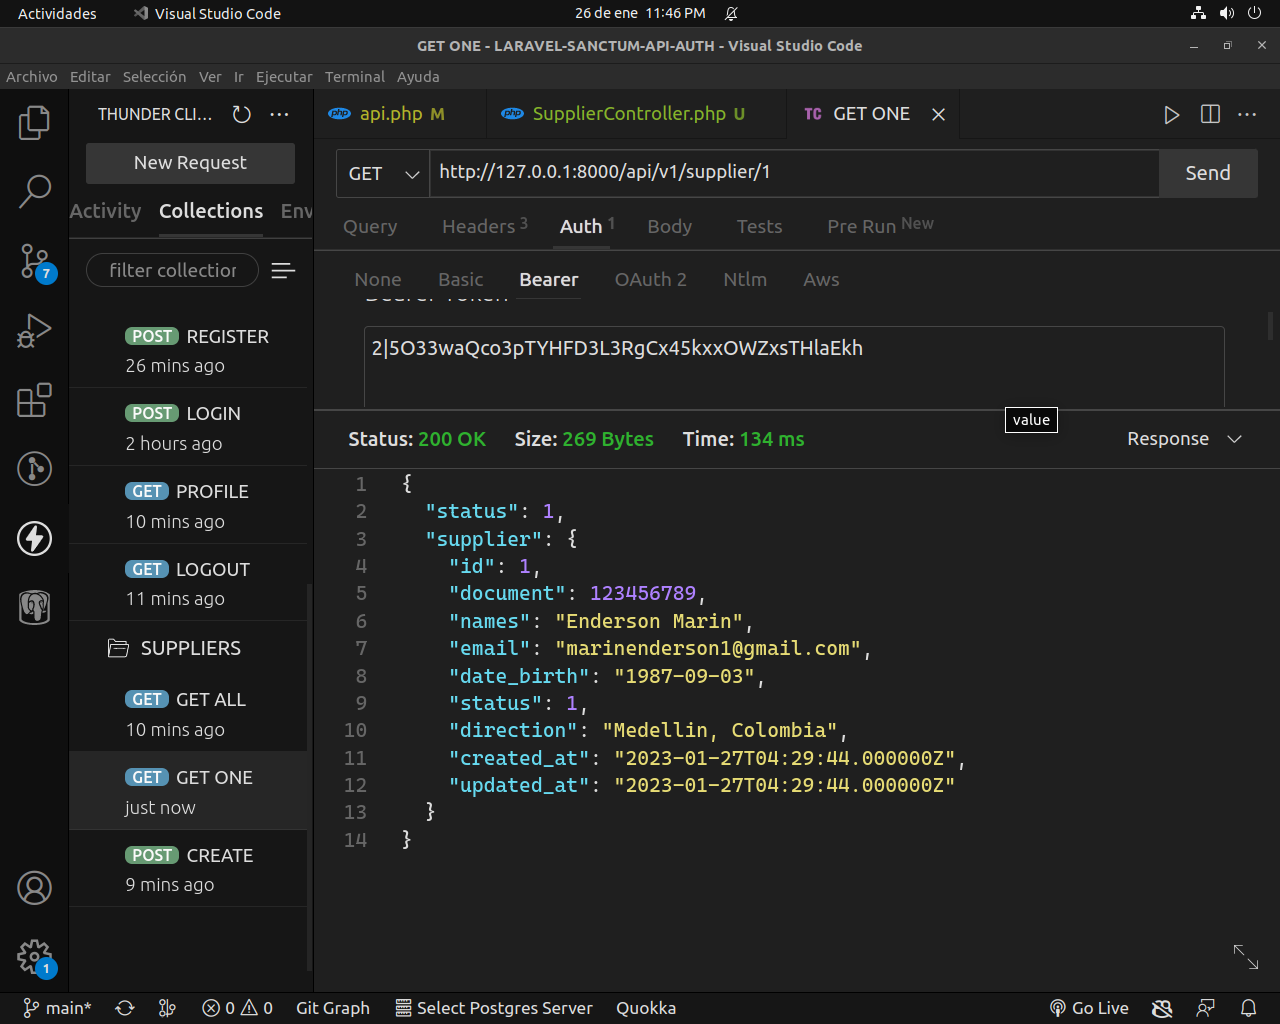 Actividades Visual Studio Code 26 de ene 11:46 PM
GET ONE - LARAVEL-SANCTUM-API-AUTH - Visual Studio Code
Archivo Editar Selección Ver Ir Ejecutar Terminal Ayuda
THUNDER CLI...
New Request
Activity Collections Env
filter collection
POST REGISTER
26 mins ago
POST LOGIN
2 hours ago
GET PROFILE
10 mins ago
GET LOGOUT
11 mins ago
SUPPLIERS
GET GET ALL
10 mins ago
GET GET ONE
just now
POST CREATE
9 mins ago
7
1
php api.php M php SupplierController.php U TC GET ONE
GET http://127.0.0.1:8000/api/v1/supplier/1 Send
Query Headers 3 Auth 1 Body Tests Pre Run New
None Basic Bearer OAuth 2 Ntlm Aws
Bearer Token
2|5O33waQco3pTYHFD3L3RgCx45kxxOWZxsTHlaEkh
value
Status: 200 OK Size: 269 Bytes Time: 134 ms Response
1 {
2 "status": 1,
3 "supplier": {
4 "id": 1,
5 "document": 123456789,
6 "names": "Enderson Marin",
7 "email": "marinenderson1@gmail.com",
8 "date_birth": "1987-09-03",
9 "status": 1,
10 "direction": "Medellin, Colombia",
11 "created_at": "2023-01-27T04:29:44.000000Z",
12 "updated_at": "2023-01-27T04:29:44.000000Z"
13 }
14 }
main* 0 0 Git Graph Select Postgres Server Quokka Go Live